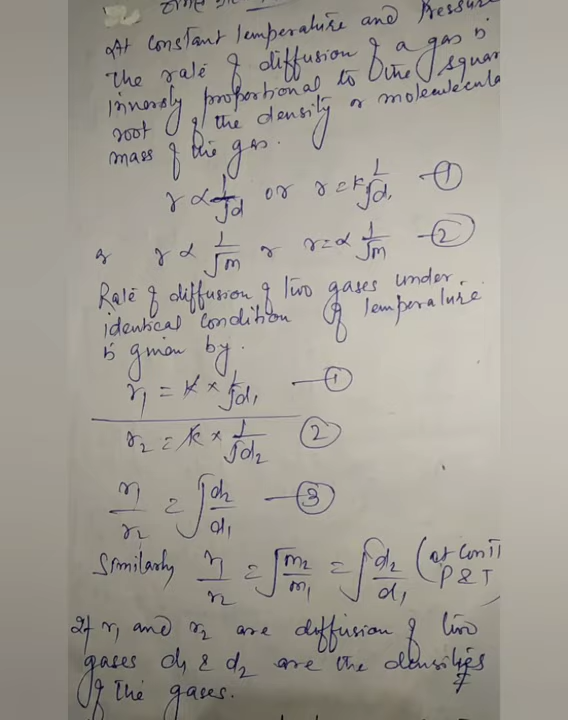 At constant temperature and Pressure
the rate of diffusion of a gas is
inversly proportional to the squar
root of the density or molecula
mass of the gas.
r ∝ 1/√d or r = k 1/√d, —①
or r ∝ 1/√m or r = ∝ 1/√m —②
Rate of diffusion of two gases under
identical condition of temperature
is given by.
r₁ = k × 1/√d₁ —①
r₂ = k × 1/√d₂ ②
r₁/r₂ = √d₂/d₁ —③
Similarly r₁/r₂ = √m₂/m₁ = √d₂/d₁ (at const
P & T
If r₁ and r₂ are diffusion of two
gases d₁ & d₂ are the densities
of the gases.